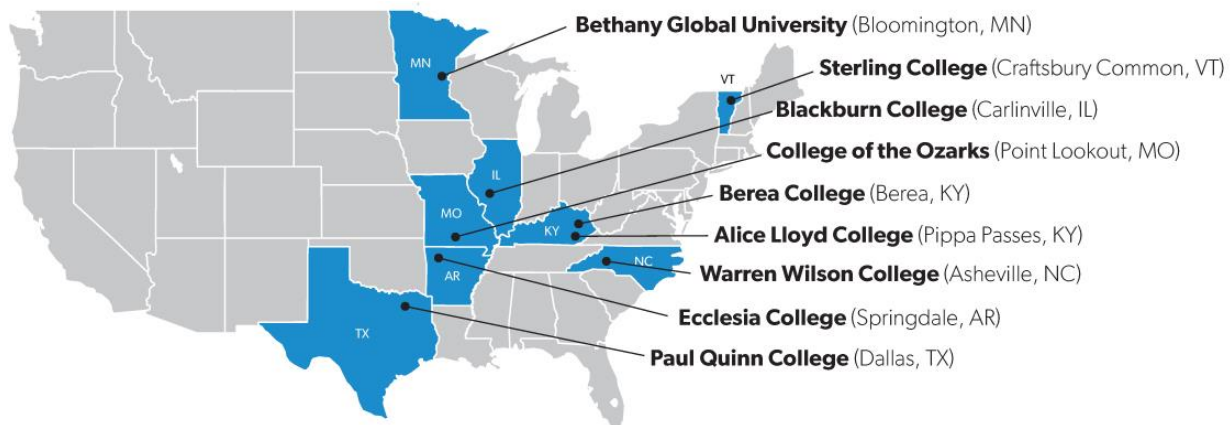 Bethany Global University (Bloomington, MN)
MN
VT
Sterling College (Craftsbury Common, VT)
Blackburn College (Carlinville, IL)
College of the Ozarks (Point Lookout, MO)
IL
Berea College (Berea, KY)
MO
KY
Alice Lloyd College (Pippa Passes, KY)
NC
Warren Wilson College (Asheville, NC)
AR
Ecclesia College (Springdale, AR)
TX
Paul Quinn College (Dallas, TX)